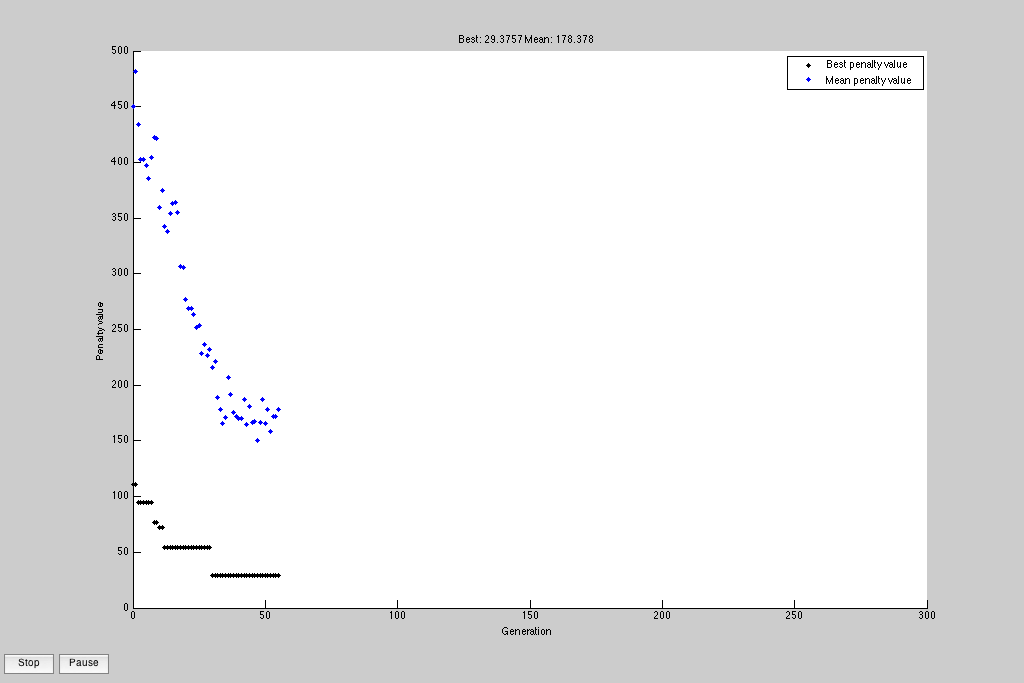 Best: 29.3757 Mean: 178.378
500
450
400
350
300
250
200
150
100
50
0
Penalty value
Best penalty value
Mean penalty value
0 50 100 150 200 250 300
Generation
Stop Pause